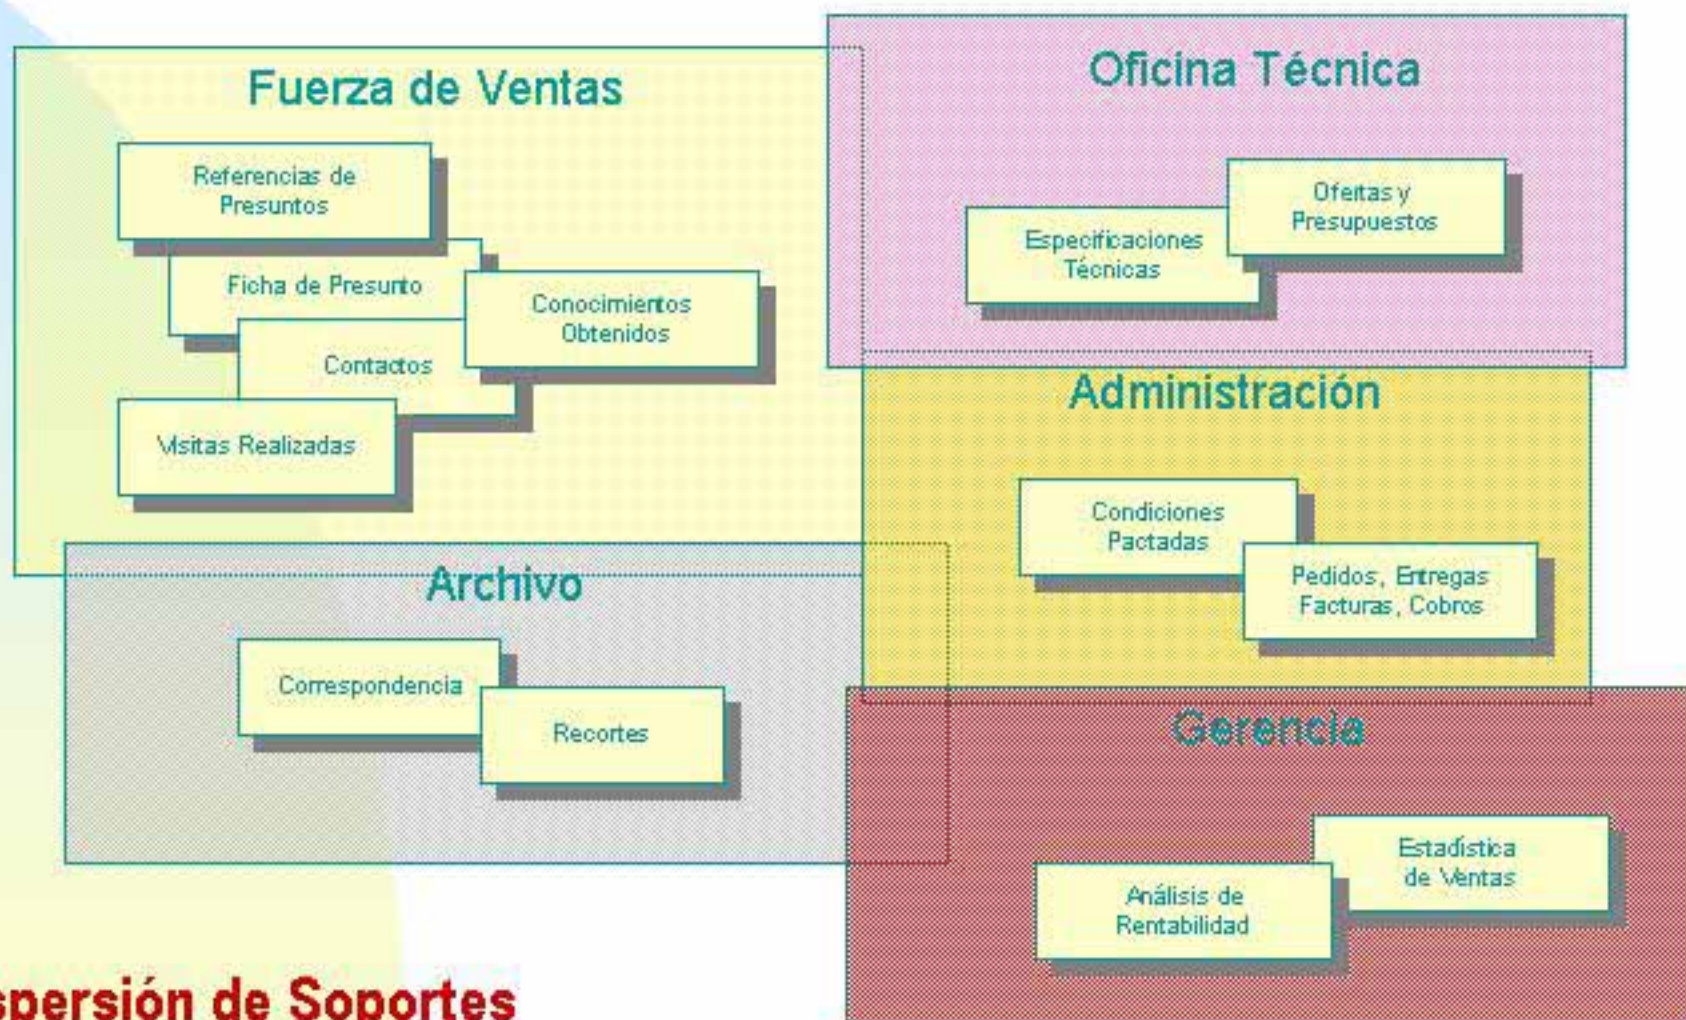 Fuerza de Ventas
Referencias de
Presuntos
Ficha de Presunto
Conocimientos
Obtenidos
Contactos
Visitas Realizadas
Oficina Técnica
Especificaciones
Técnicas
Ofertas y
Presupuestos
Administración
Condiciones
Pactadas
Pedidos, Entregas
Facturas, Cobros
Archivo
Correspondencia
Recortes
Gerencia
Análisis de
Rentabilidad
Estadística
de Ventas
spersión de Soportes